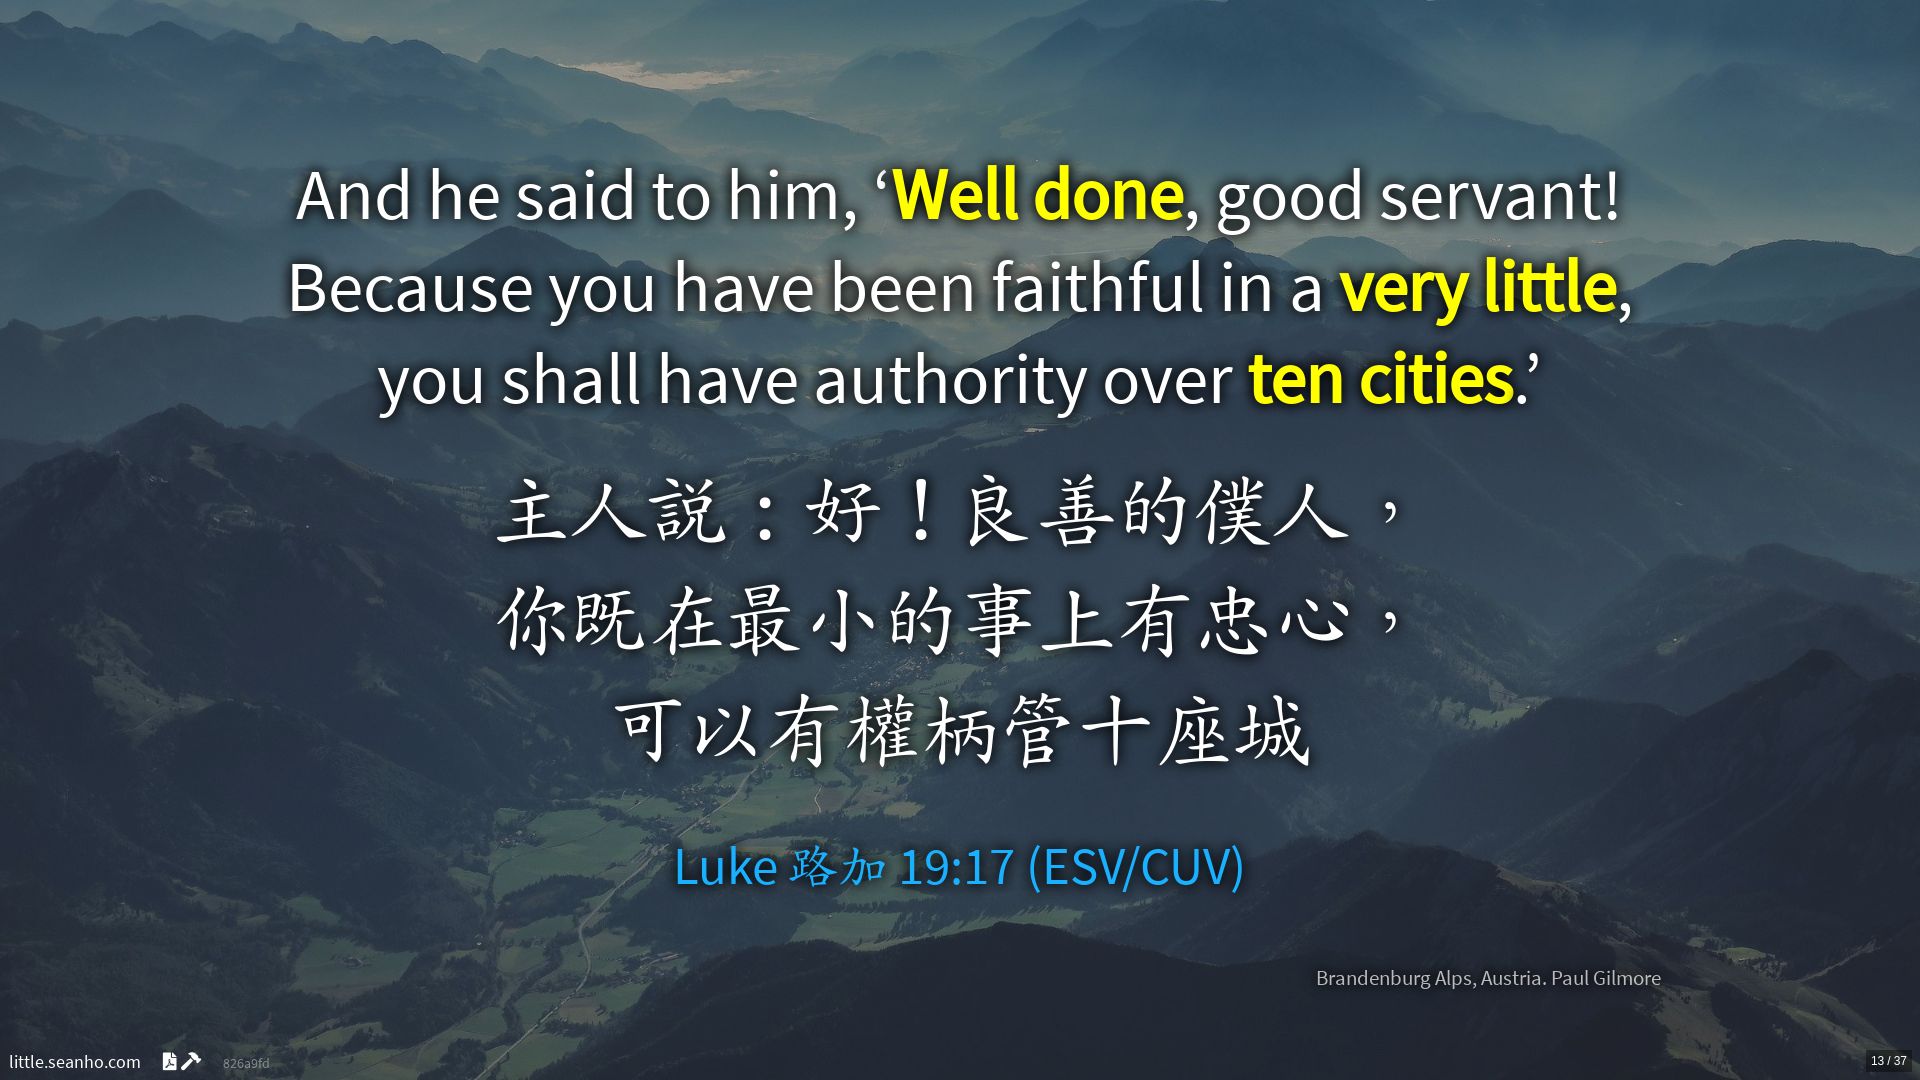 And he said to him, ‘Well done, good servant!
Because you have been faithful in a very little,
you shall have authority over ten cities.’
主人説：好！良善的僕人，
你既在最小的事上有忠心，
可以有權柄管十座城
Luke 路加 19:17 (ESV/CUV)
Brandenburg Alps, Austria. Paul Gilmore
little.seanho.com 826a9fd
13 / 37